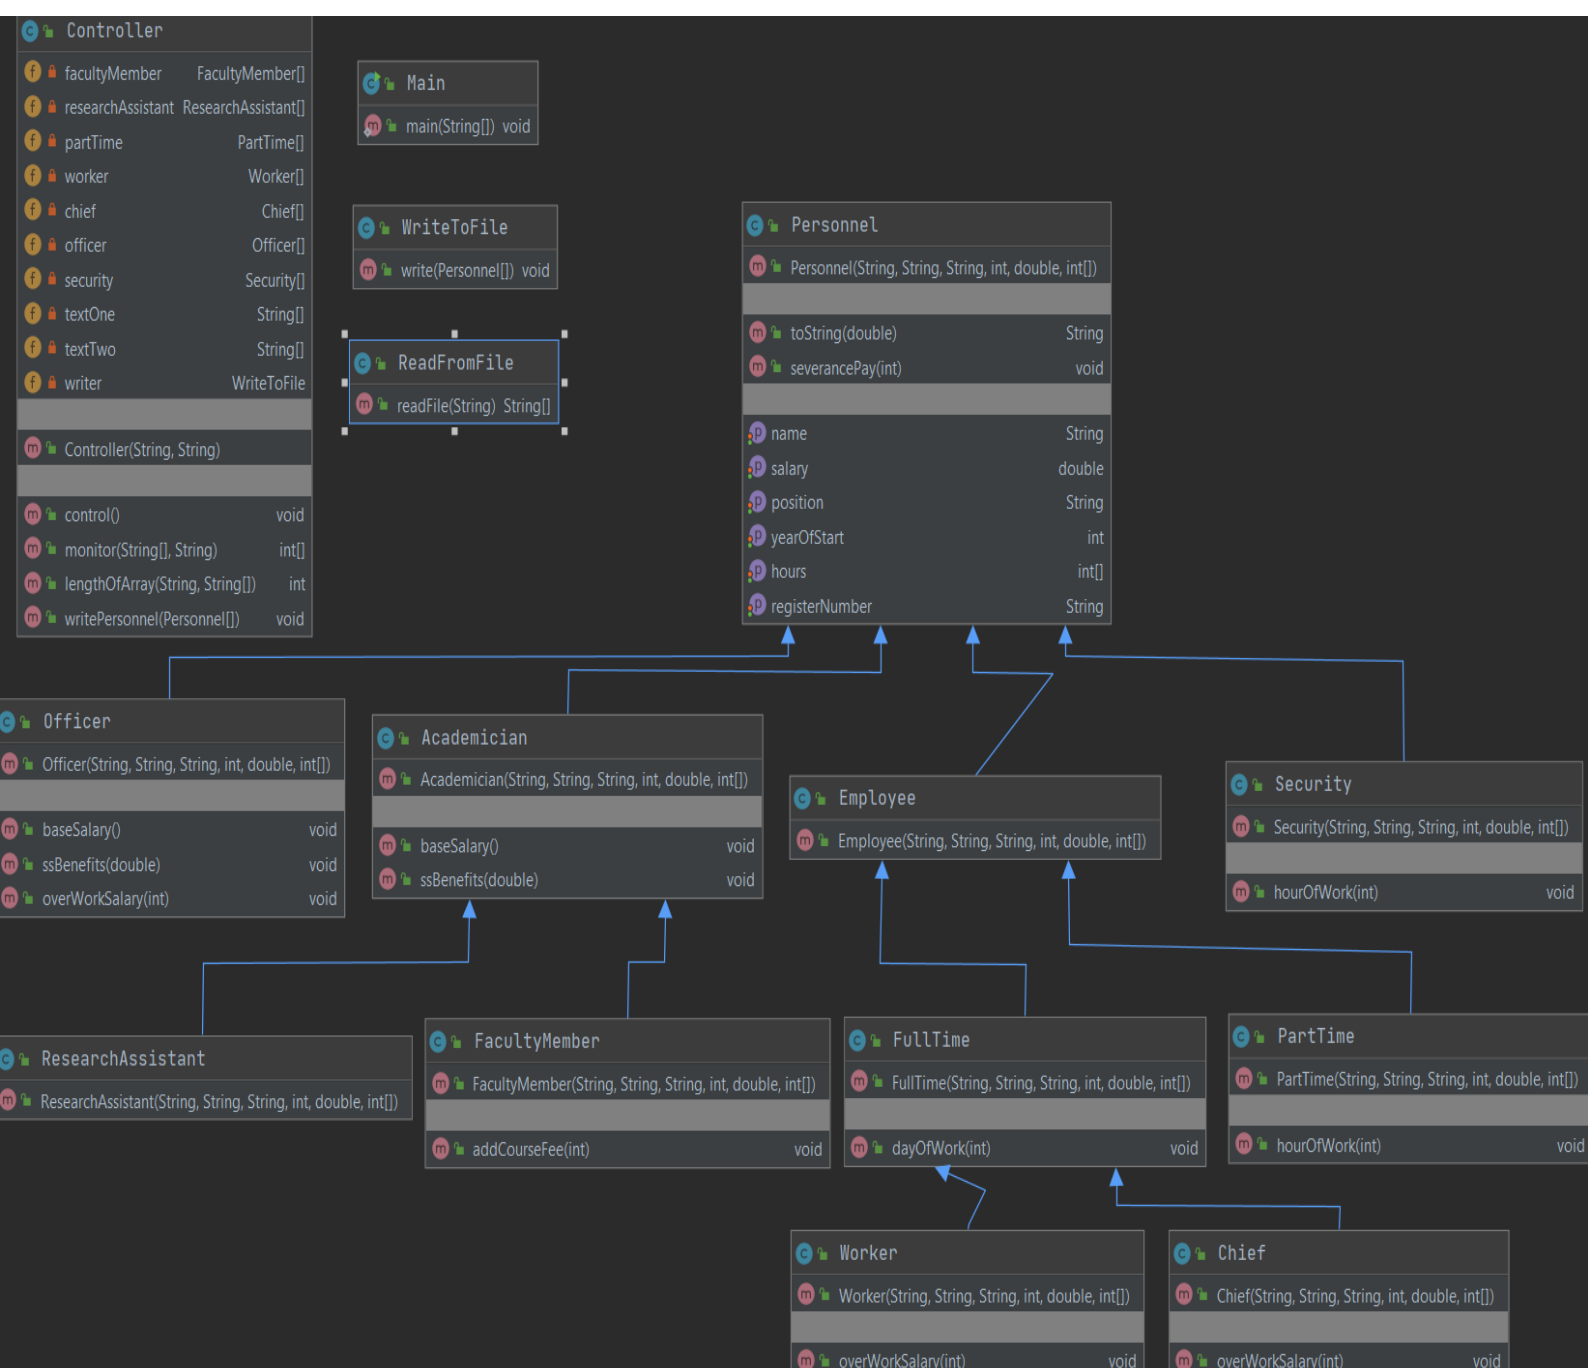 Controller
facultyMember FacultyMember[]
researchAssistant ResearchAssistant[]
partTime PartTime[]
worker Worker[]
chief Chief[]
officer Officer[]
security Security[]
textOne String[]
textTwo String[]
writer WriteToFile
Controller(String, String)
control() void
monitor(String[], String) int[]
lengthOfArray(String, String[]) int
writePersonnel(Personnel[]) void
Main
main(String[]) void
WriteToFile
write(Personnel[]) void
ReadFromFile
readFile(String) String[]
Personnel
Personnel(String, String, String, int, double, int[])
toString(double) String
severancePay(int) void
name String
salary double
position String
yearOfStart int
hours int[]
registerNumber String
Officer
Officer(String, String, String, int, double, int[])
baseSalary() void
ssBenefits(double) void
overWorkSalary(int) void
Academician
Academician(String, String, String, int, double, int[])
baseSalary() void
ssBenefits(double) void
Employee
Employee(String, String, String, int, double, int[])
Security
Security(String, String, String, int, double, int[])
hourOfWork(int) void
ResearchAssistant
ResearchAssistant(String, String, String, int, double, int[])
FacultyMember
FacultyMember(String, String, String, int, double, int[])
addCourseFee(int) void
FullTime
FullTime(String, String, String, int, double, int[])
dayOfWork(int) void
PartTime
PartTime(String, String, String, int, double, int[])
hourOfWork(int) void
Worker
Worker(String, String, String, int, double, int[])
overWorkSalary(int) void
Chief
Chief(String, String, String, int, double, int[])
overWorkSalary(int) void